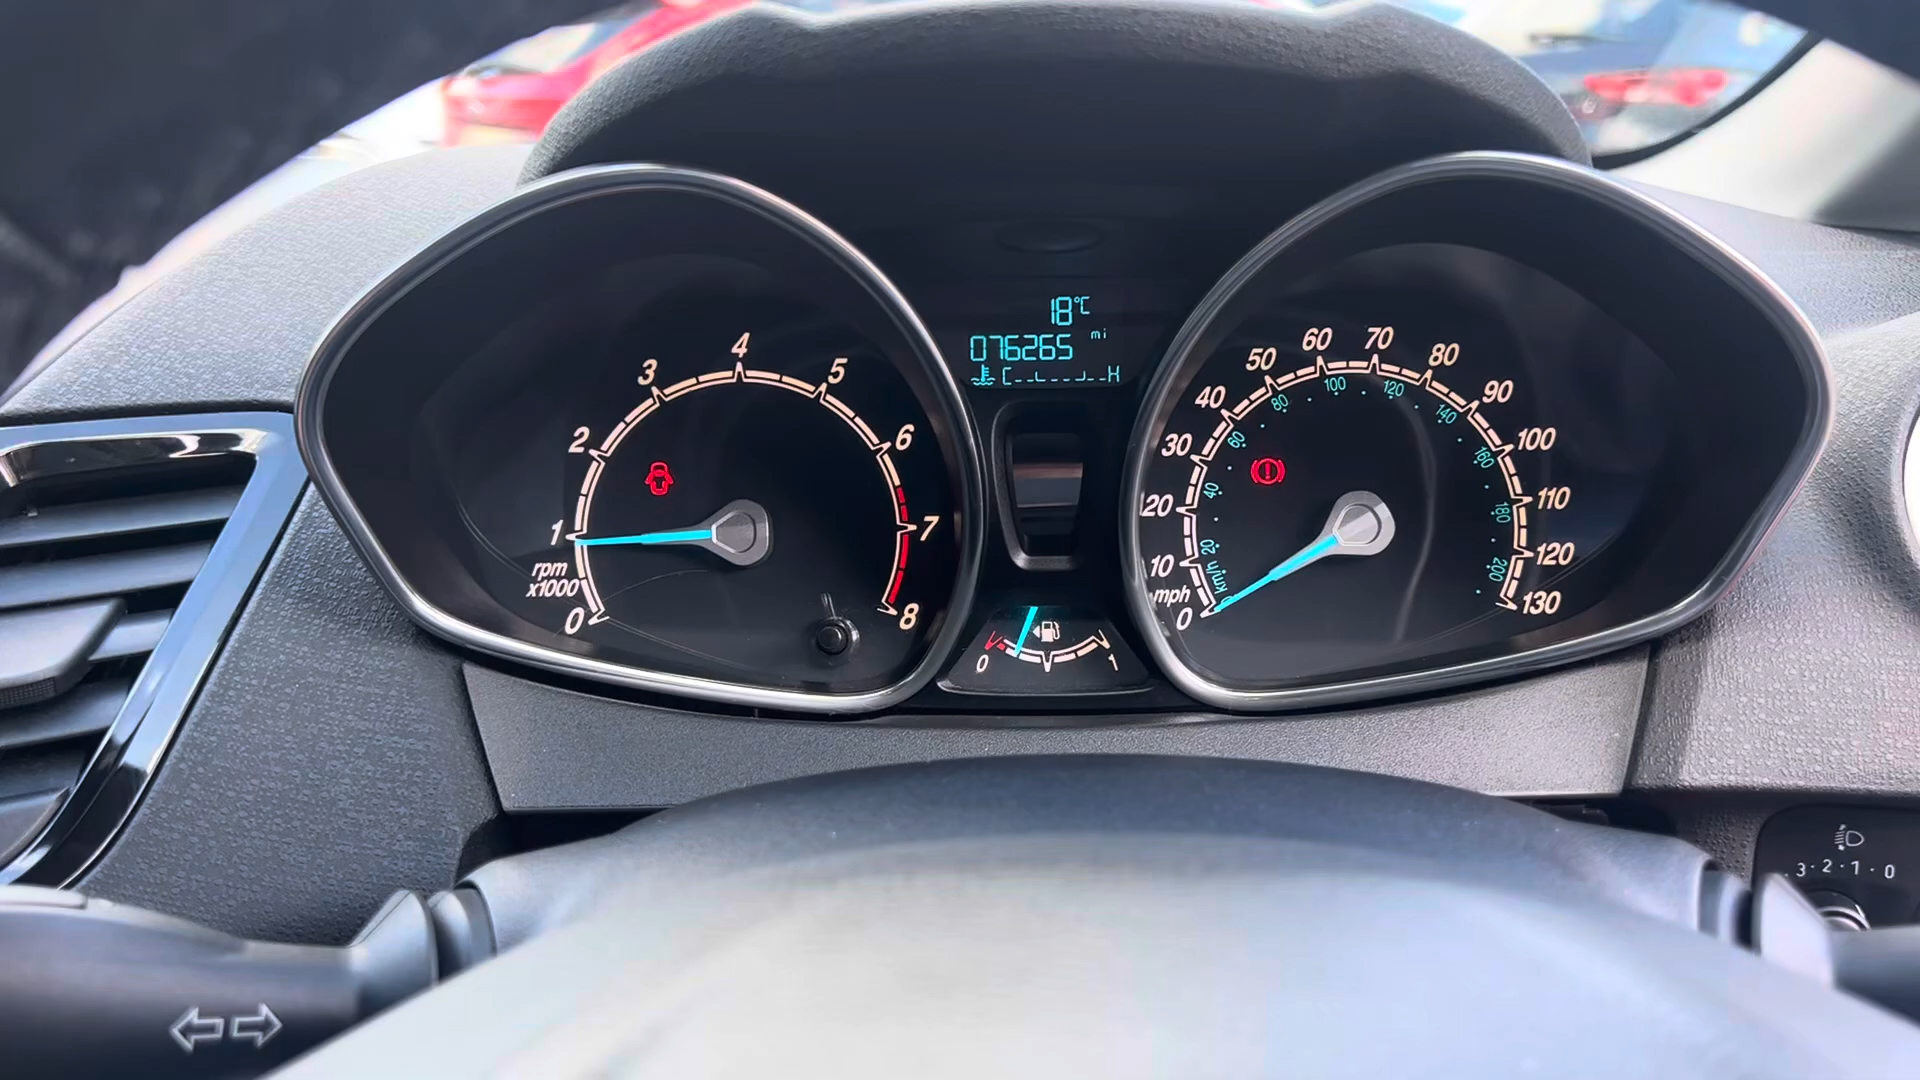 18°C
076265 mi
C H
0 1 2 3 4 5 6 7 8
rpm
x1000
0 10 20 30 40 50 60 70 80 90 100 110 120 130
mph
km/h
20 40 60 80 100 120 140 160 180 200
0 1
3·2·1·0